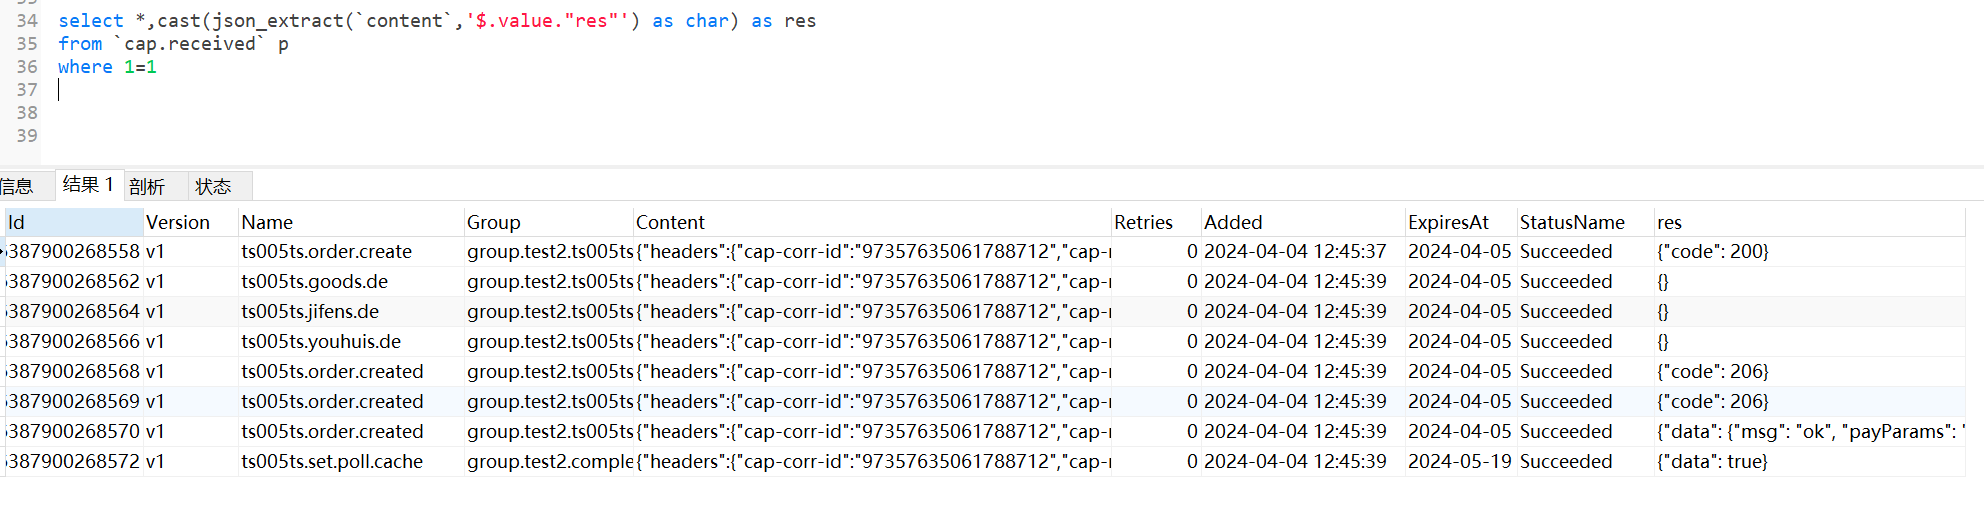 34 select *,cast(json_extract(`content`,'$.value."res"') as char) as res
35 from `cap.received` p
36 where 1=1
37
38
39
信息 结果 1 剖析 状态
Id Version Name Group Content Retries Added ExpiresAt StatusName res
387900268558 v1 ts005ts.order.create group.test2.ts005ts {"headers":{"cap-corr-id":"97357635061788712","cap- 0 2024-04-04 12:45:37 2024-04-05 Succeeded {"code": 200}
387900268562 v1 ts005ts.goods.de group.test2.ts005ts {"headers":{"cap-corr-id":"97357635061788712","cap- 0 2024-04-04 12:45:39 2024-04-05 Succeeded {}
387900268564 v1 ts005ts.jifens.de group.test2.ts005ts {"headers":{"cap-corr-id":"97357635061788712","cap- 0 2024-04-04 12:45:39 2024-04-05 Succeeded {}
387900268566 v1 ts005ts.youhuis.de group.test2.ts005ts {"headers":{"cap-corr-id":"97357635061788712","cap- 0 2024-04-04 12:45:39 2024-04-05 Succeeded {}
387900268568 v1 ts005ts.order.created group.test2.ts005ts {"headers":{"cap-corr-id":"97357635061788712","cap- 0 2024-04-04 12:45:39 2024-04-05 Succeeded {"code": 206}
387900268569 v1 ts005ts.order.created group.test2.ts005ts {"headers":{"cap-corr-id":"97357635061788712","cap- 0 2024-04-04 12:45:39 2024-04-05 Succeeded {"code": 206}
387900268570 v1 ts005ts.order.created group.test2.ts005ts {"headers":{"cap-corr-id":"97357635061788712","cap- 0 2024-04-04 12:45:39 2024-04-05 Succeeded {"data": {"msg": "ok", "payParams": "
387900268572 v1 ts005ts.set.poll.cache group.test2.comple {"headers":{"cap-corr-id":"97357635061788712","cap- 0 2024-04-04 12:45:39 2024-05-19 Succeeded {"data": true}